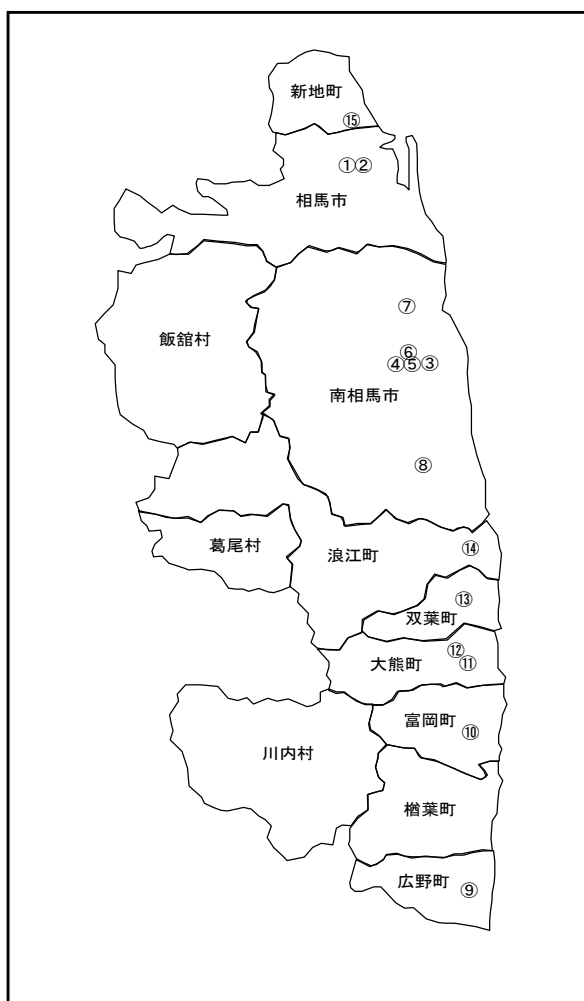 新地町
⑮
①②
相馬市
⑦
飯舘村
⑥
④⑤③
南相馬市
⑧
葛尾村
浪江町
⑭
⑬
双葉町
⑫
大熊町
⑪
富岡町
⑩
川内村
楢葉町
広野町
⑨